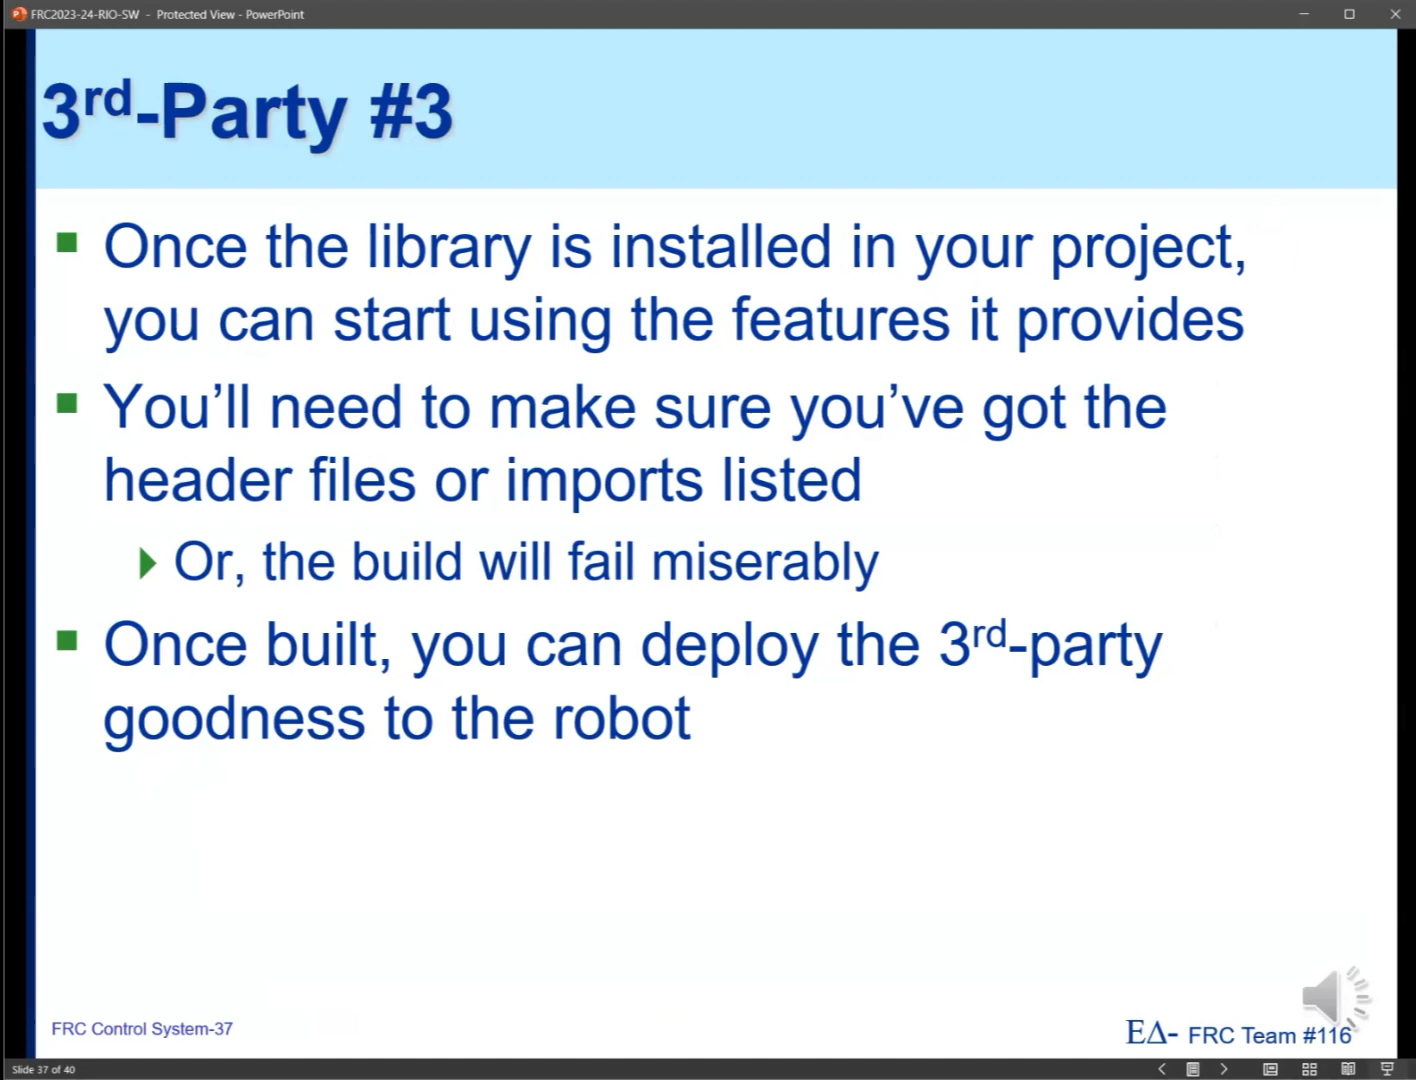 FRC2023-24-RIO-SW - Protected View - PowerPoint
3rd-Party #3
Once the library is installed in your project,
you can start using the features it provides
You’ll need to make sure you’ve got the
header files or imports listed
Or, the build will fail miserably
Once built, you can deploy the 3rd-party
goodness to the robot
FRC Control System-37
ΕΔ- FRC Team #116
Slide 37 of 40